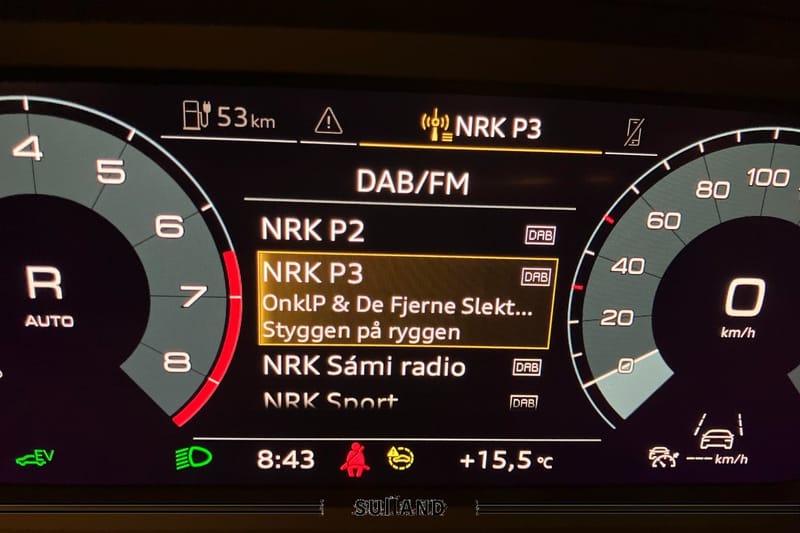 53 km
NRK P3
DAB/FM
NRK P2 DAB
NRK P3 DAB
OnklP & De Fjerne Slekt...
Styggen på ryggen
NRK Sámi radio DAB
NRK Sport DAB
4
5
6
7
8
R
AUTO
0
20
40
60
80
100
0
km/h
EV
8:43
+15,5 °C
--- km/h